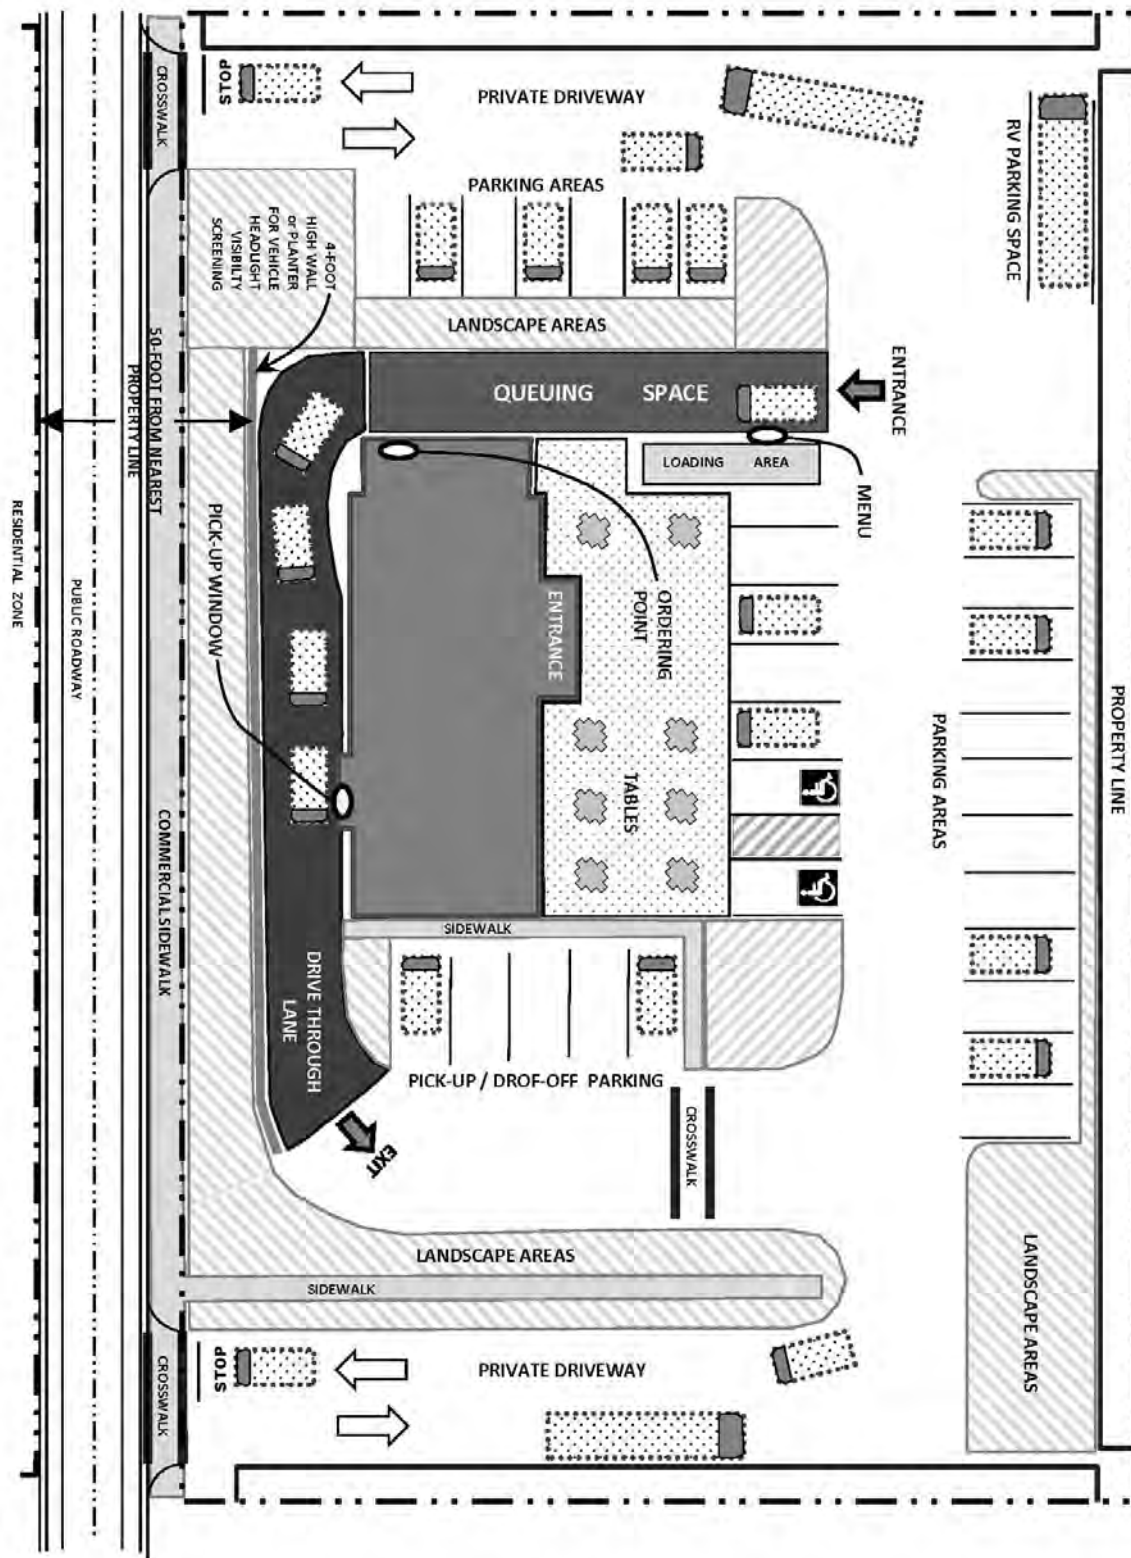 STOP
PRIVATE DRIVEWAY
CROSSWALK
RV PARKING SPACE
PARKING AREAS
4-FOOT
HIGH WALL
or PLANTER
FOR VEHICLE
HEADLIGHT
VISIBILTY
SCREENING
LANDSCAPE AREAS
ENTRANCE
QUEUING SPACE
LOADING AREA
MENU
50-FOOT FROM NEAREST
PROPERTY LINE
RESIDENTIAL ZONE
PUBLIC ROADWAY
PICK-UP WINDOW
ORDERING
POINT
ENTRANCE
TABLES
PARKING AREAS
PROPERTY LINE
COMMERCIAL SIDEWALK
SIDEWALK
DRIVE THROUGH
LANE
PICK-UP / DROF-OFF PARKING
EXIT
CROSSWALK
LANDSCAPE AREAS
SIDEWALK
LANDSCAPE AREAS
STOP
PRIVATE DRIVEWAY
CROSSWALK